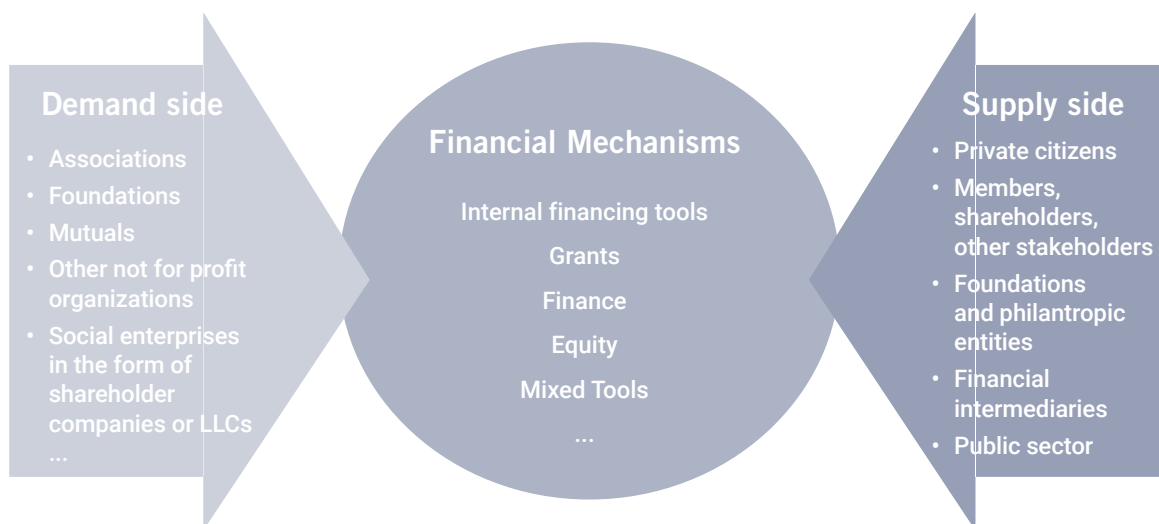 Demand side
• Associations
• Foundations
• Mutuals
• Other not for profit
organizations
• Social enterprises
in the form of
shareholder
companies or LLCs
...
Financial Mechanisms
Internal financing tools
Grants
Finance
Equity
Mixed Tools
...
Supply side
• Private citizens
• Members,
shareholders,
other stakeholders
• Foundations
and philantropic
entities
• Financial
intermediaries
• Public sector